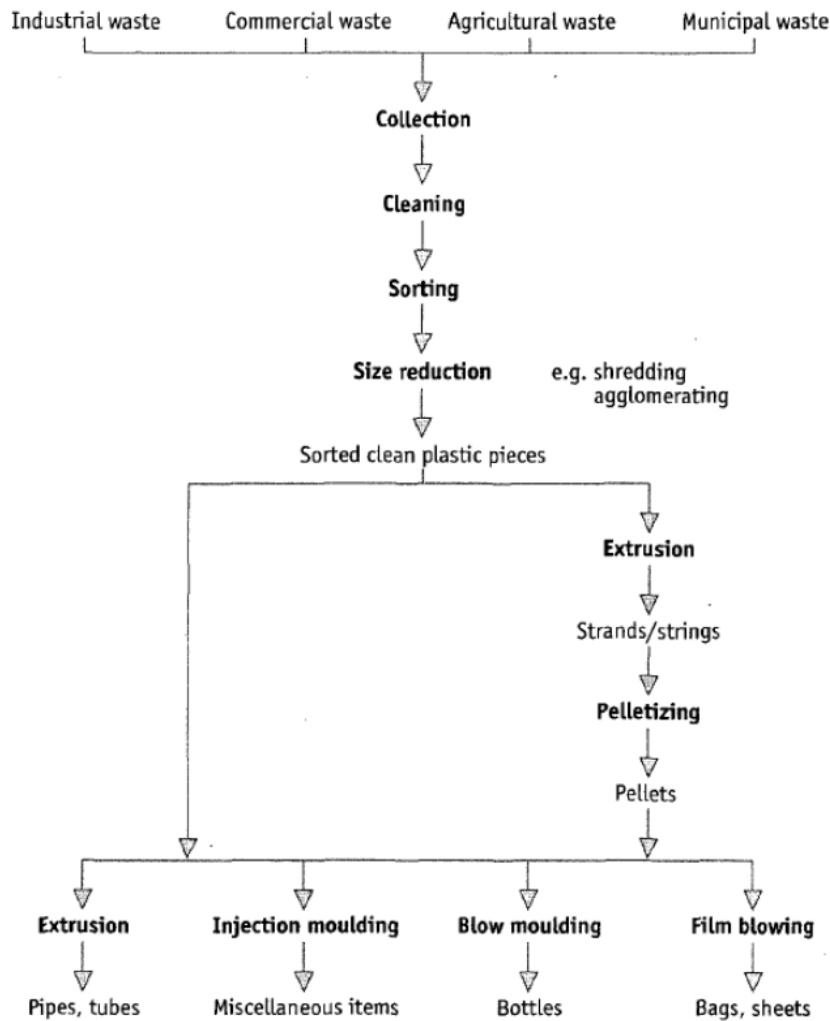 Industrial waste
Commercial waste
Agricultural waste
Municipal waste
Collection
Cleaning
Sorting
Size reduction
e.g. shredding
agglomerating
Sorted clean plastic pieces
Extrusion
Strands/strings
Pelletizing
Pellets
Extrusion
Injection moulding
Blow moulding
Film blowing
Pipes, tubes
Miscellaneous items
Bottles
Bags, sheets